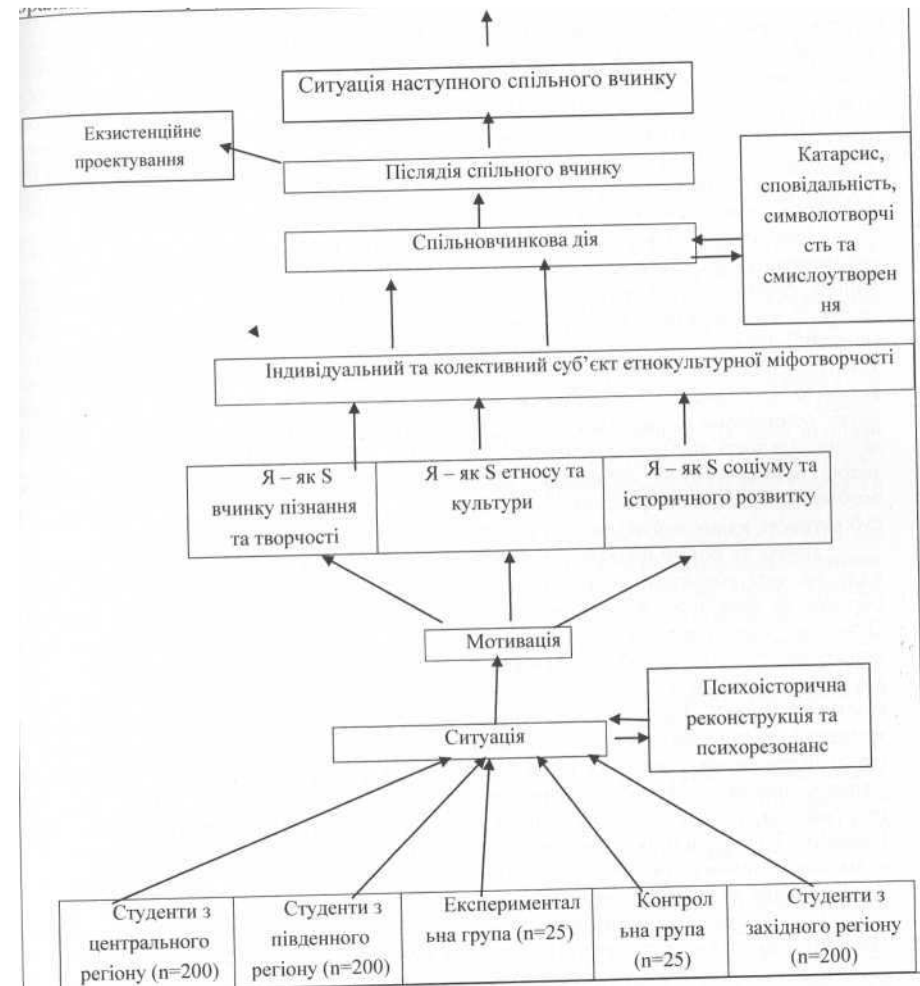 Ситуація наступного спільного вчинку
Екзистенційне
проектування
Післядія спільного вчинку
Катарсис,
сповідальність,
символотворчі
сть та
смислоутворен
ня
Спільновчинкова дія
Індивідуальний та колективний суб’єкт етнокультурної міфотворчості
Я – як S
вчинку пізнання
та творчості
Я – як S етносу та
культури
Я – як S соціуму та
історичного розвитку
Мотивація
Психоісторична
реконструкція та
психорезонанс
Ситуація
Студенти з
центрального
регіону (n=200)
Студенти з
південного
регіону (n=200)
Експериментал
ьна група (n=25)
Контрол
ьна група
(n=25)
Студенти з
західного регіону
(n=200)